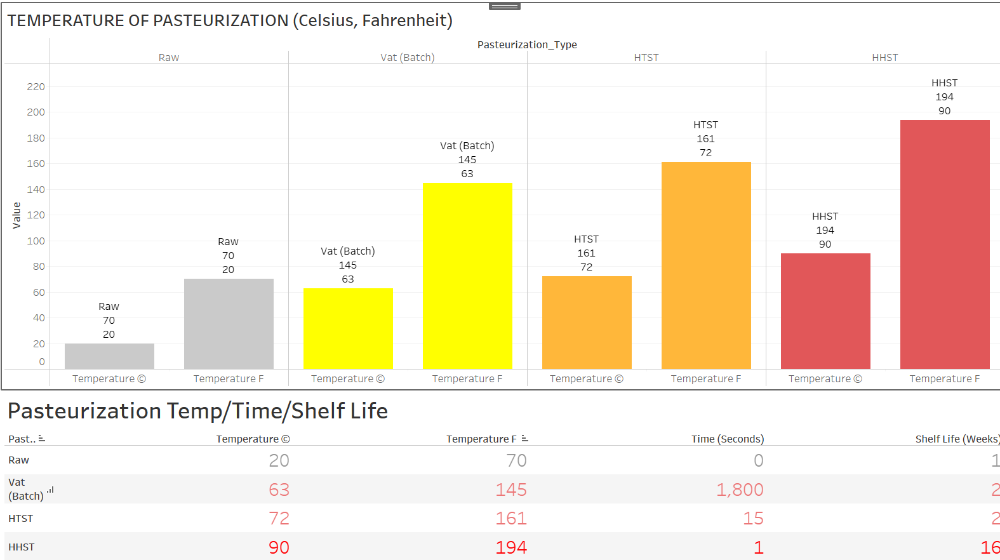 TEMPERATURE OF PASTEURIZATION (Celsius, Fahrenheit)
Pasteurization_Type
Raw
Vat (Batch)
HTST
HHST
Value
220
200
180
160
140
120
100
80
60
40
20
0
Raw
70
20
Raw
70
20
Vat (Batch)
145
63
Vat (Batch)
145
63
HTST
161
72
HTST
161
72
HHST
194
90
HHST
194
90
Temperature ©
Temperature F
Temperature ©
Temperature F
Temperature ©
Temperature F
Temperature ©
Temperature F
Pasteurization Temp/Time/Shelf Life
Past.. Temperature © Temperature F Time (Seconds) Shelf Life (Weeks)
Raw 20 70 0 1
Vat
(Batch) 63 145 1,800 2
HTST 72 161 15 2
HHST 90 194 1 16